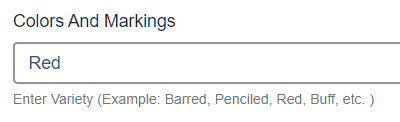 Colors And Markings
Red
Enter Variety (Example: Barred, Penciled, Red, Buff, etc. )